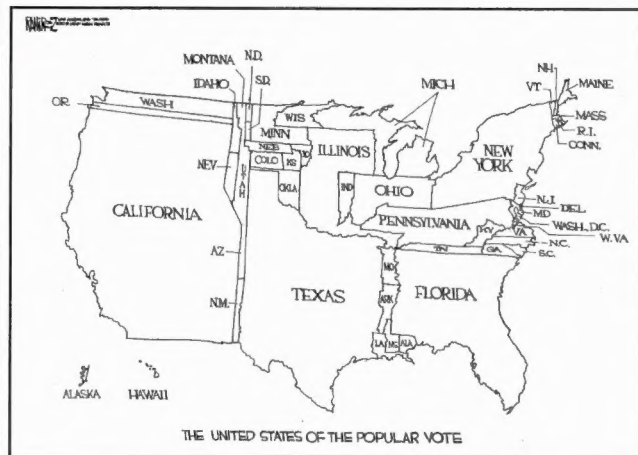 MONTANA
N.D.
S.D.
IDAHO
MICH
N.H.
VT
MAINE
O.R.
WASH
WIS
MASS
R.I.
CONN.
MINN
ILLINOIS
NEW
YORK
NEB
COLO
KS
NEV
UTAH
OKLA
IND
OHIO
N.J.
DEL
MD
WASH., D.C.
W.VA
CALIFORNIA
PENNSYLVANIA
KY
VA
N.C.
S.C.
TN
GA.
AZ
MO
N.M.
TEXAS
ARK
FLORIDA
LA
MS
ALA
ALASKA
HAWAII
THE UNITED STATES OF THE POPULAR VOTE